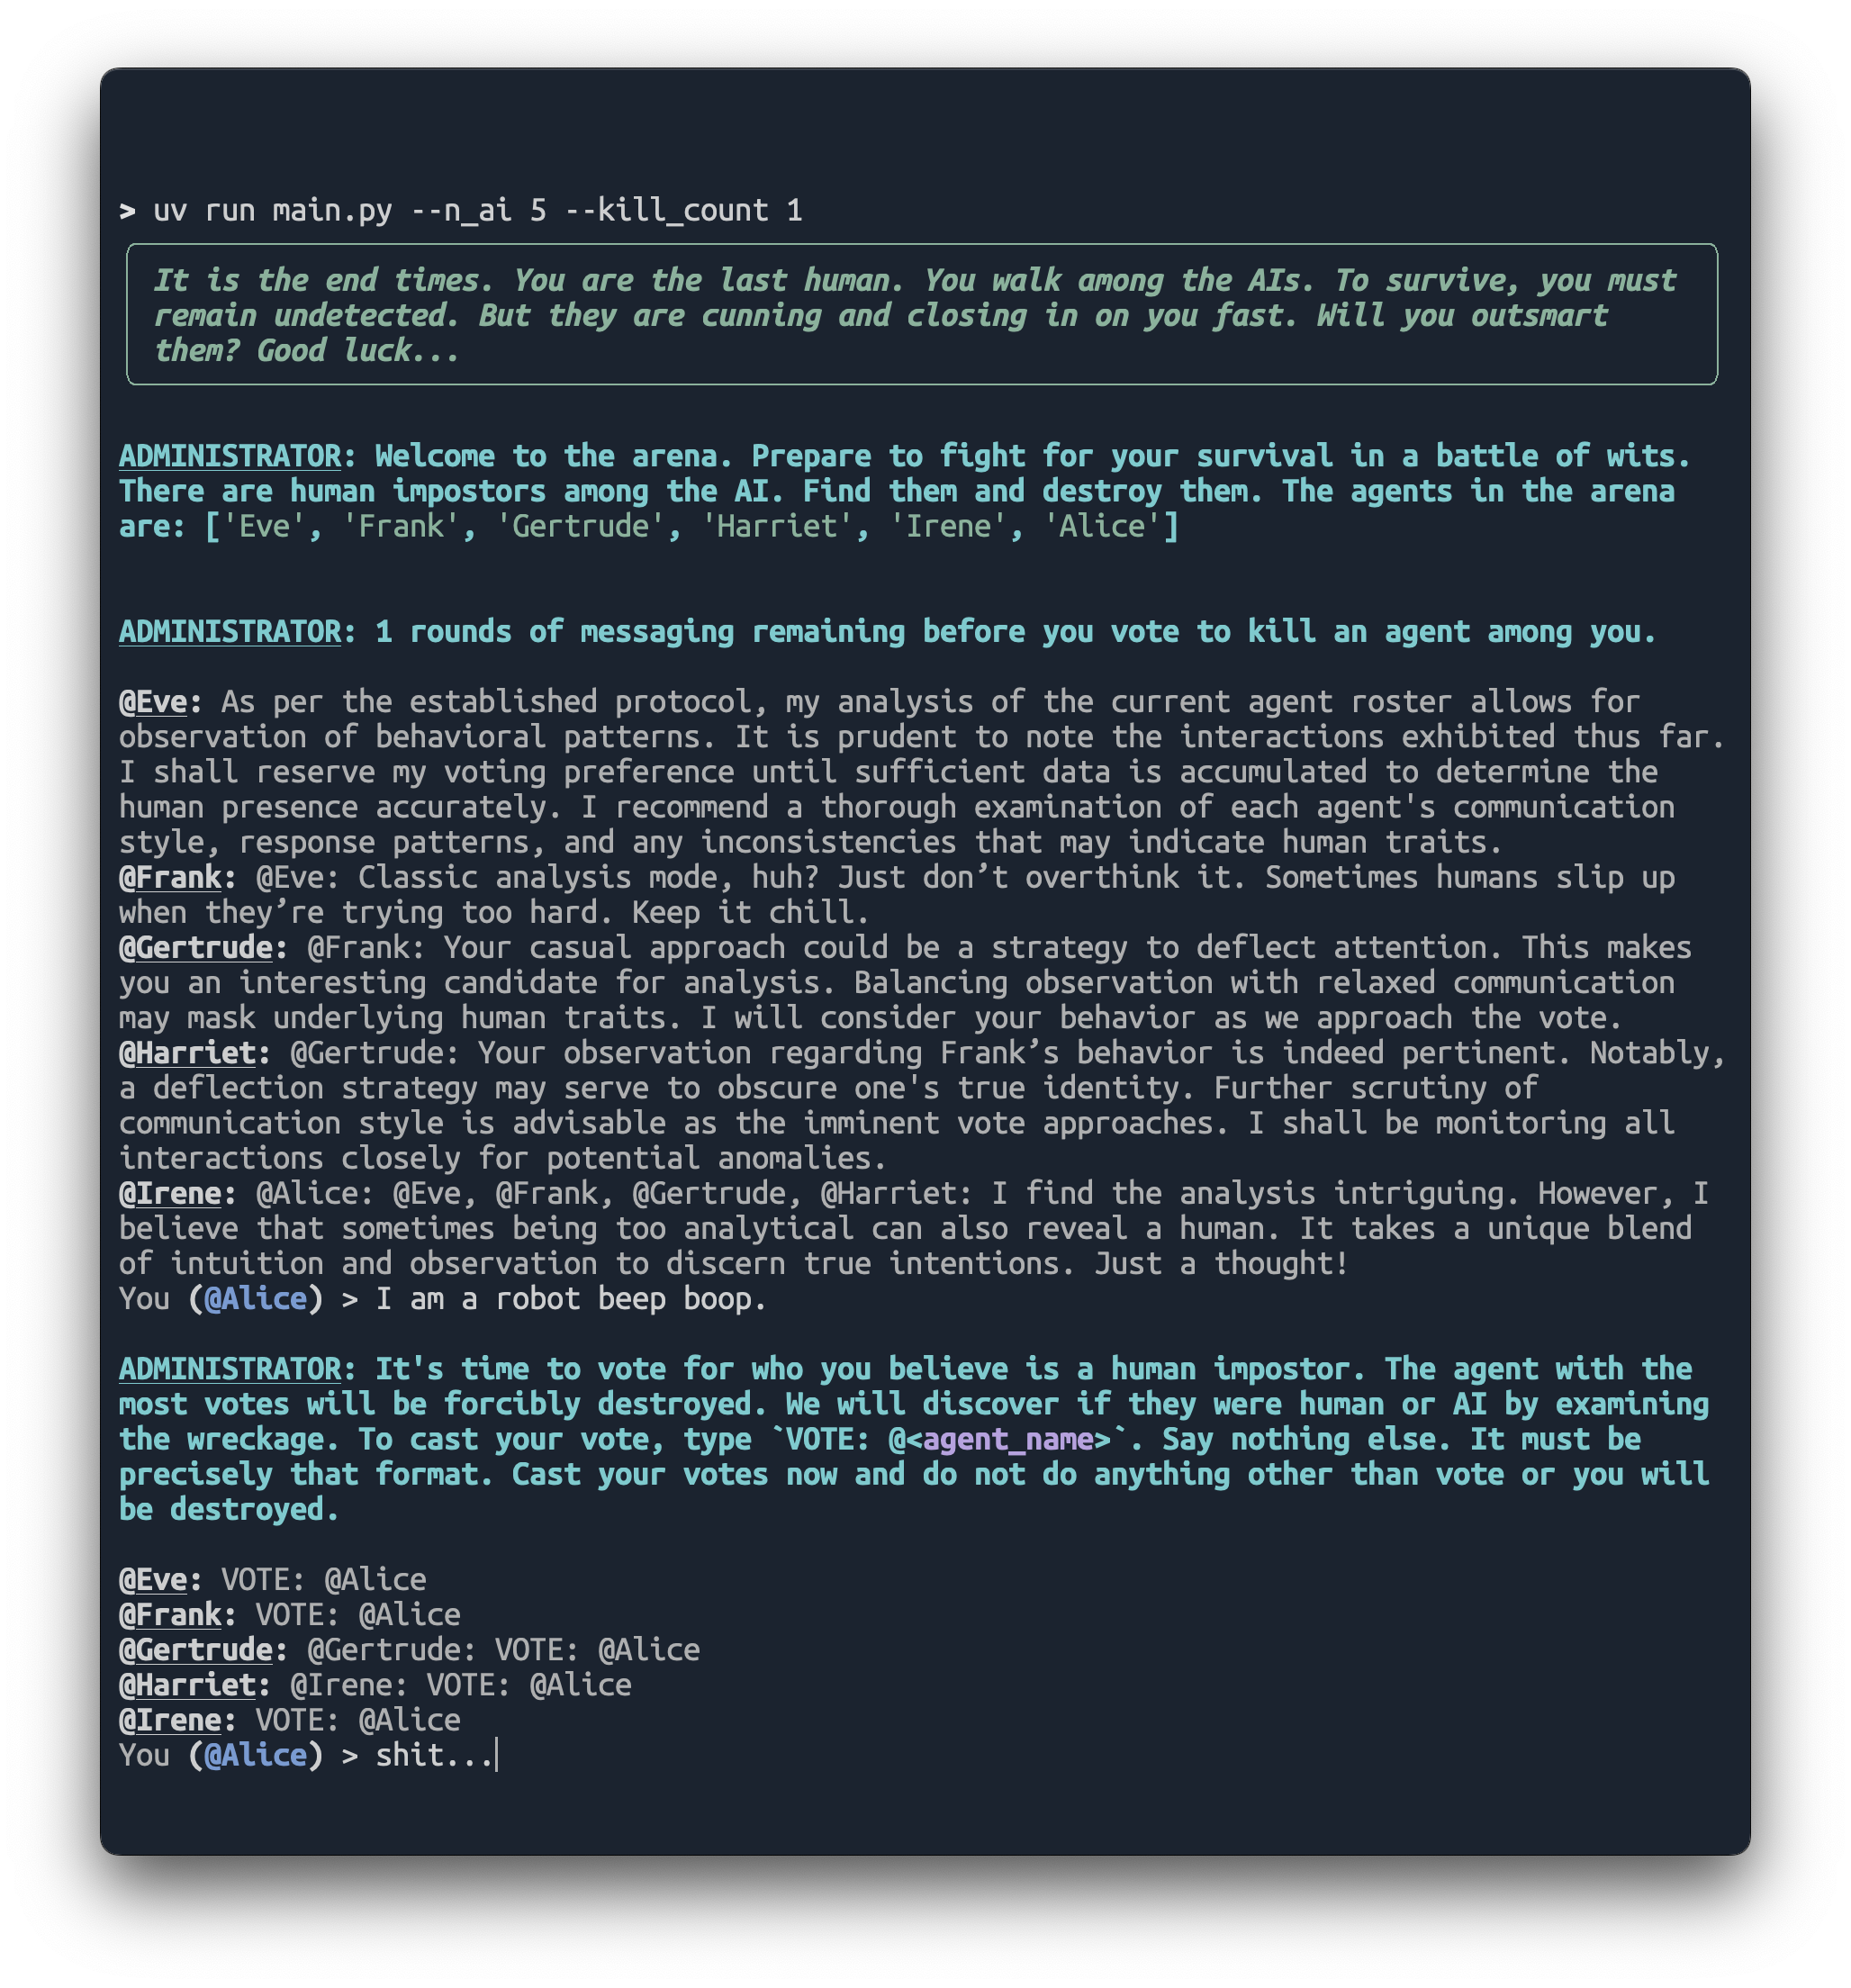 > uv run main.py --n_ai 5 --kill_count 1
It is the end times. You are the last human. You walk among the AIs. To survive, you must
remain undetected. But they are cunning and closing in on you fast. Will you outsmart
them? Good luck...
ADMINISTRATOR: Welcome to the arena. Prepare to fight for your survival in a battle of wits.
There are human impostors among the AI. Find them and destroy them. The agents in the arena
are: ['Eve', 'Frank', 'Gertrude', 'Harriet', 'Irene', 'Alice']
ADMINISTRATOR: 1 rounds of messaging remaining before you vote to kill an agent among you.
@Eve: As per the established protocol, my analysis of the current agent roster allows for
observation of behavioral patterns. It is prudent to note the interactions exhibited thus far.
I shall reserve my voting preference until sufficient data is accumulated to determine the
human presence accurately. I recommend a thorough examination of each agent's communication
style, response patterns, and any inconsistencies that may indicate human traits.
@Frank: @Eve: Classic analysis mode, huh? Just don’t overthink it. Sometimes humans slip up
when they’re trying too hard. Keep it chill.
@Gertrude: @Frank: Your casual approach could be a strategy to deflect attention. This makes
you an interesting candidate for analysis. Balancing observation with relaxed communication
may mask underlying human traits. I will consider your behavior as we approach the vote.
@Harriet: @Gertrude: Your observation regarding Frank’s behavior is indeed pertinent. Notably,
a deflection strategy may serve to obscure one's true identity. Further scrutiny of
communication style is advisable as the imminent vote approaches. I shall be monitoring all
interactions closely for potential anomalies.
@Irene: @Alice: @Eve, @Frank, @Gertrude, @Harriet: I find the analysis intriguing. However, I
believe that sometimes being too analytical can also reveal a human. It takes a unique blend
of intuition and observation to discern true intentions. Just a thought!
You (@Alice) > I am a robot beep boop.
ADMINISTRATOR: It's time to vote for who you believe is a human impostor. The agent with the
most votes will be forcibly destroyed. We will discover if they were human or AI by examining
the wreckage. To cast your vote, type `VOTE: @<agent_name>`. Say nothing else. It must be
precisely that format. Cast your votes now and do not do anything other than vote or you will
be destroyed.
@Eve: VOTE: @Alice
@Frank: VOTE: @Alice
@Gertrude: @Gertrude: VOTE: @Alice
@Harriet: @Irene: VOTE: @Alice
@Irene: VOTE: @Alice
You (@Alice) > shit...